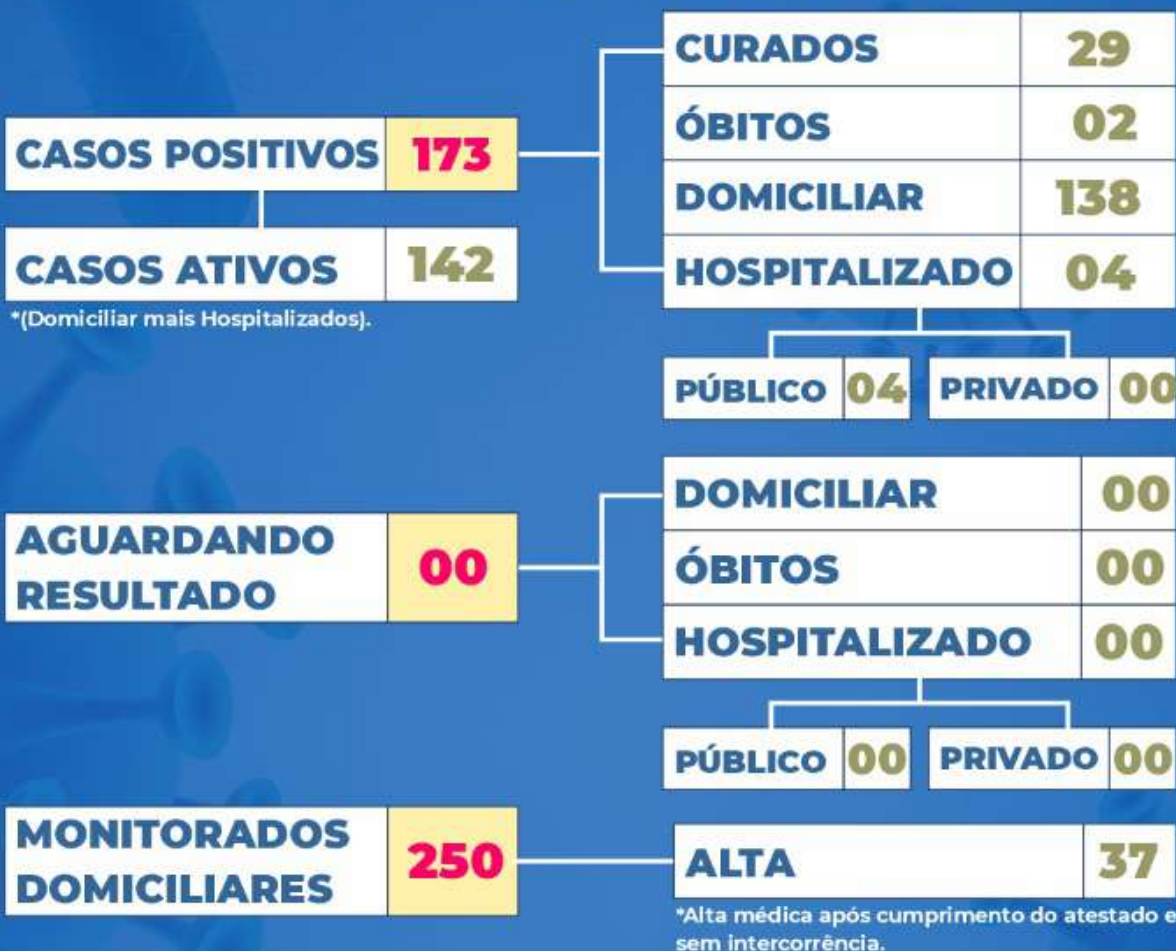 CASOS POSITIVOS 173
CASOS ATIVOS 142
*(Domiciliar mais Hospitalizados).
CURADOS 29
ÓBITOS 02
DOMICILIAR 138
HOSPITALIZADO 04
PÚBLICO 04 PRIVADO 00
AGUARDANDO
RESULTADO 00
DOMICILIAR 00
ÓBITOS 00
HOSPITALIZADO 00
PÚBLICO 00 PRIVADO 00
MONITORADOS
DOMICILIARES 250
ALTA 37
*Alta médica após cumprimento do atestado e
sem intercorrência.